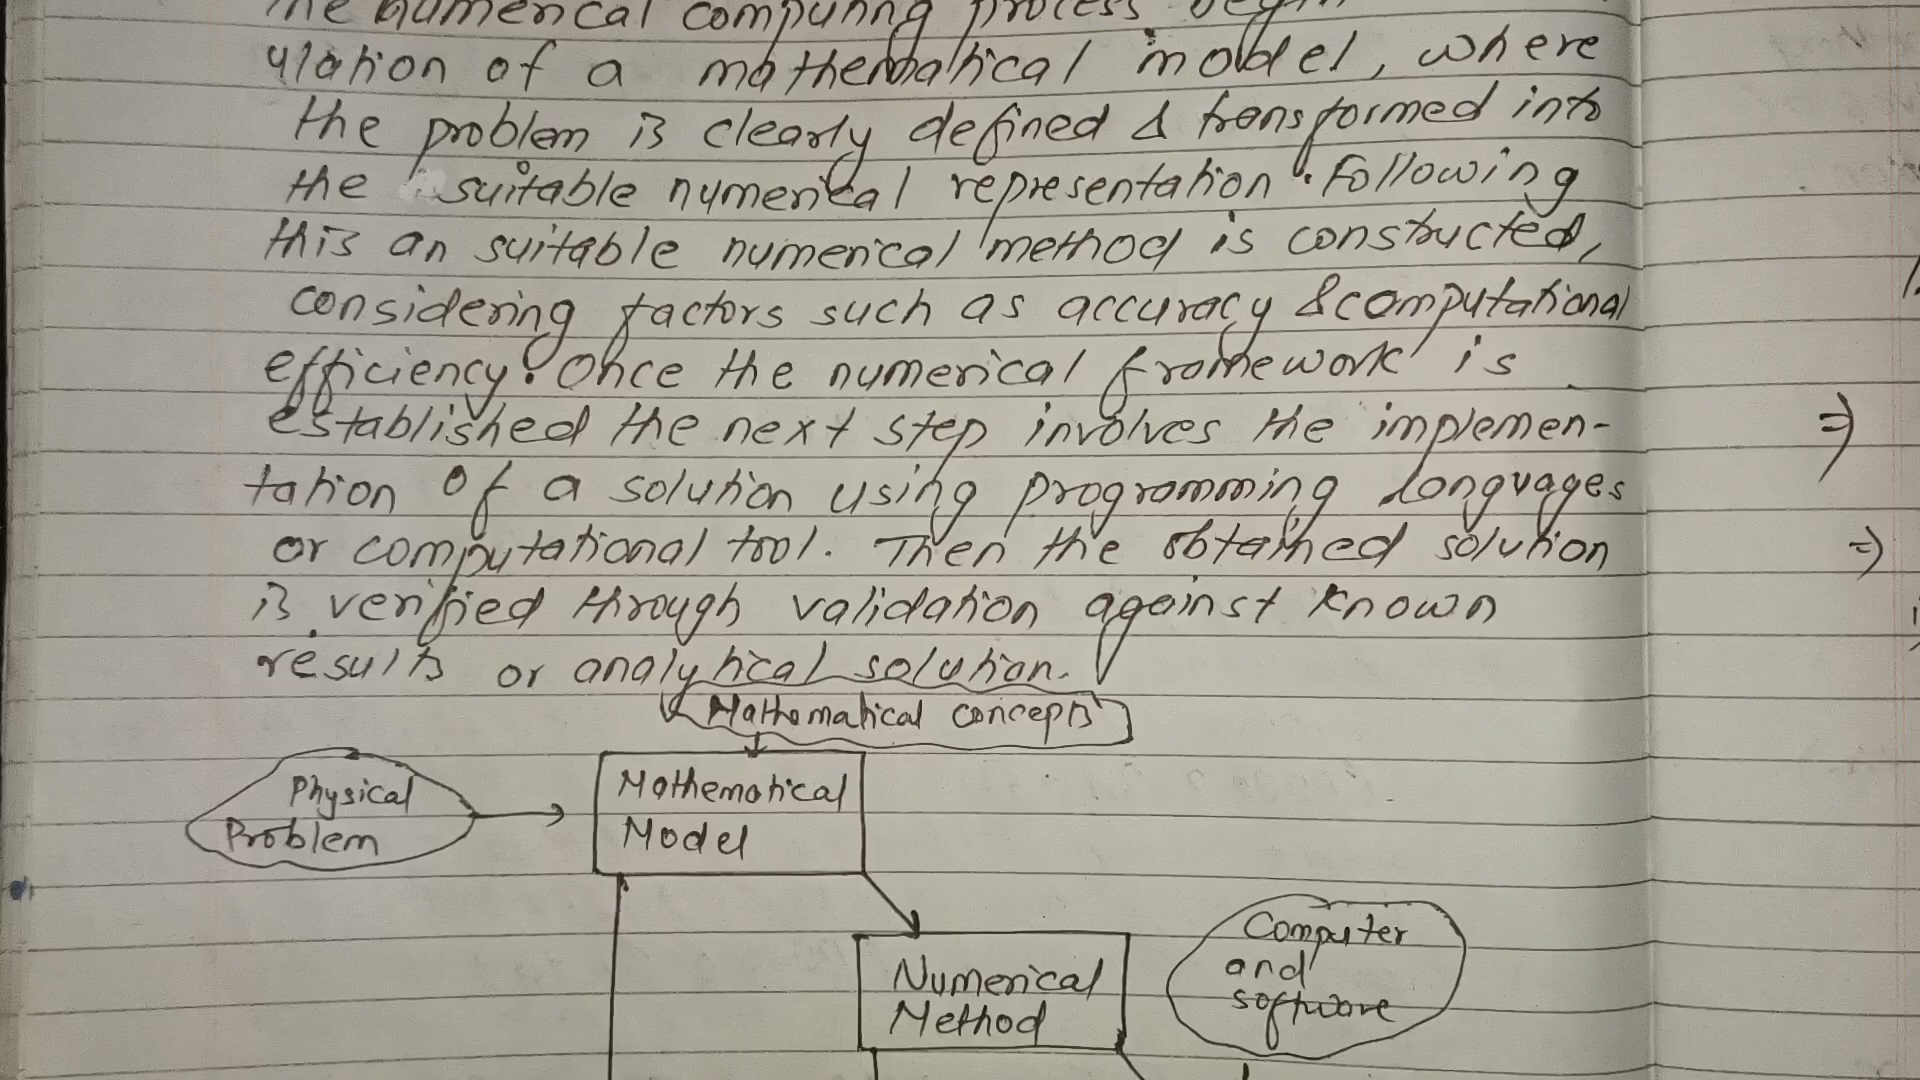 The numerical computing process
ulation of a mathematical model, where
the problem is clearly defined & transformed into
the suitable numerical representation. Following
this an suitable numerical method is constructed,
considering factors such as accuracy & computational
efficiency. Once the numerical framework is
established the next step involves the implemen-
tation of a solution using programming languages
or computational tool. Then the obtained solution
is verified through validation against known
results or analytical solution.
Mathematical concepts
Physical
Problem
Mathematical
Model
Numerical
Method
Computer
and
software